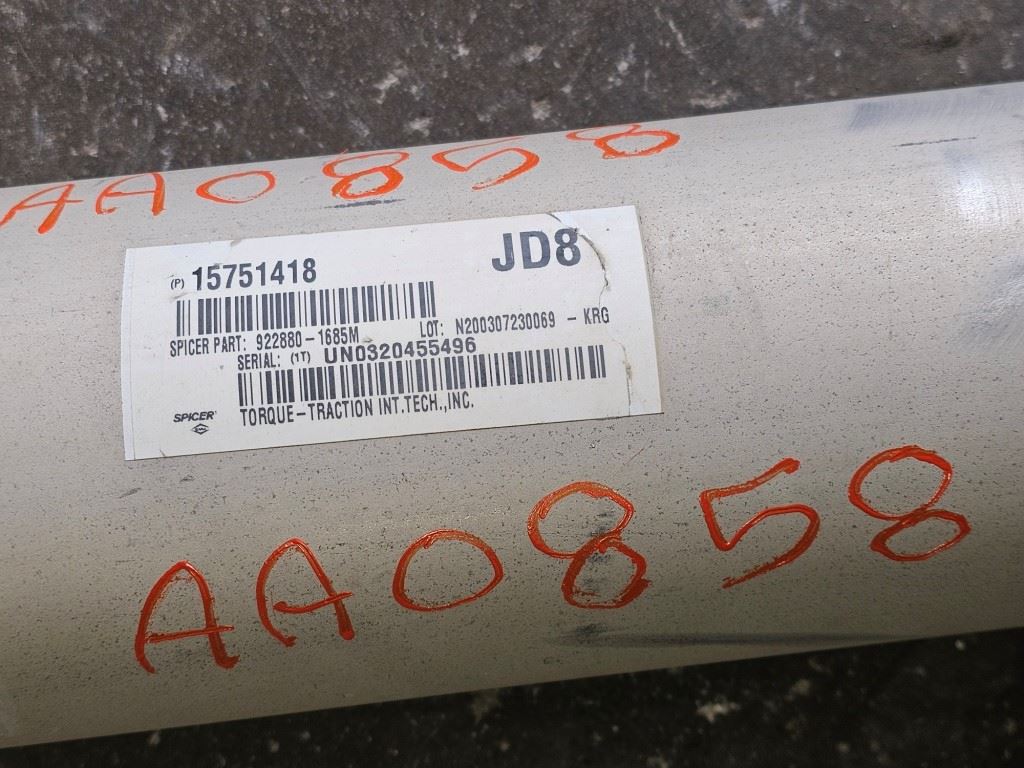 AA0858
(P) 15751418 JD8
SPICER PART: 922880-1685M LOT: N200307230069 - KRG
SERIAL: (1T) UN0320455496
SPICER
TORQUE-TRACTION INT.TECH.,INC.
AA0858